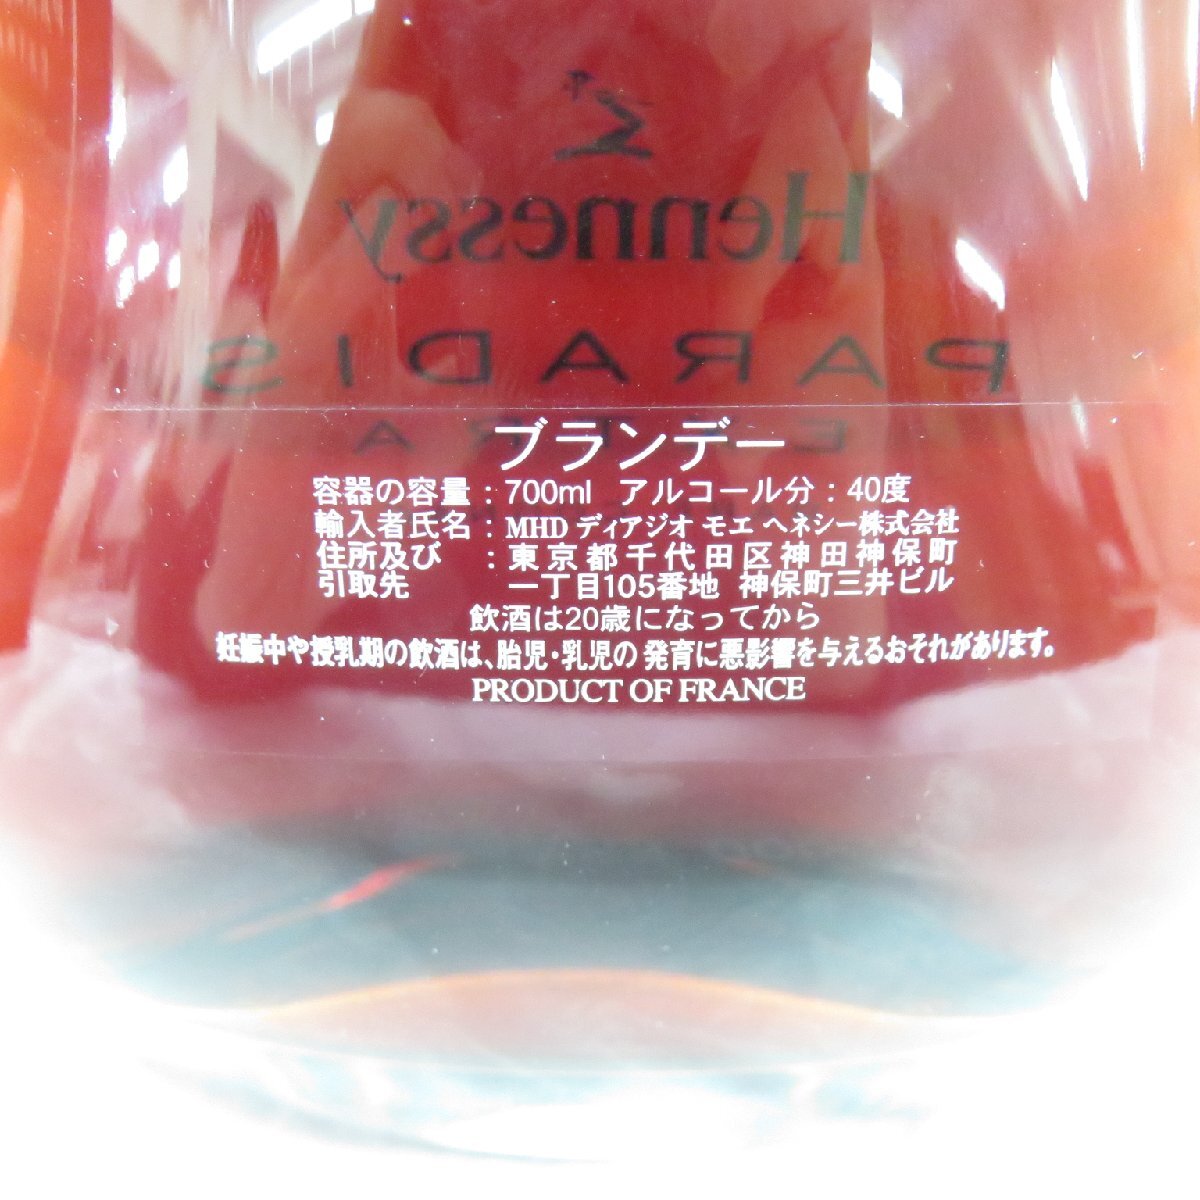 Hennessy
PARADIS
EXTRA
ブランデー
容器の容量：700ml アルコール分：40度
輸入者氏名：MHD ディアジオ モエ ヘネシー株式会社
住所及び ：東京都千代田区神田神保町
引取先 一丁目105番地 神保町三井ビル
飲酒は20歳になってから
妊娠中や授乳期の飲酒は、胎児・乳児の発育に悪影響を与えるおそれがあります。
PRODUCT OF FRANCE